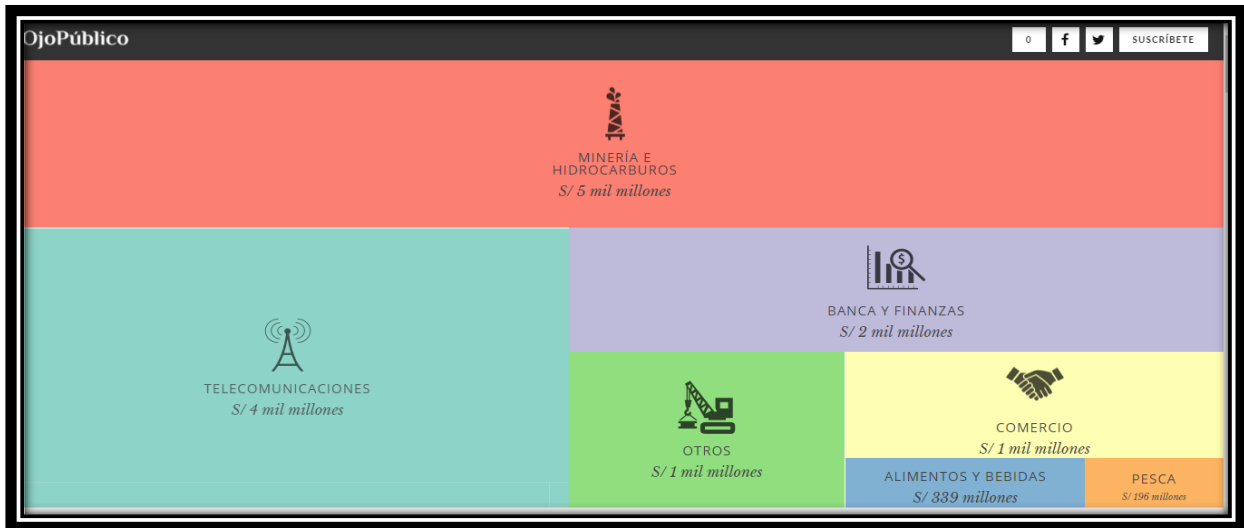 OjoPúblico
0
SUSCRÍBETE
MINERÍA E
HIDROCARBUROS
S/ 5 mil millones
TELECOMUNICACIONES
S/ 4 mil millones
BANCA Y FINANZAS
S/ 2 mil millones
OTROS
S/ 1 mil millones
COMERCIO
S/ 1 mil millones
ALIMENTOS Y BEBIDAS
S/ 339 millones
PESCA
S/ 196 millones